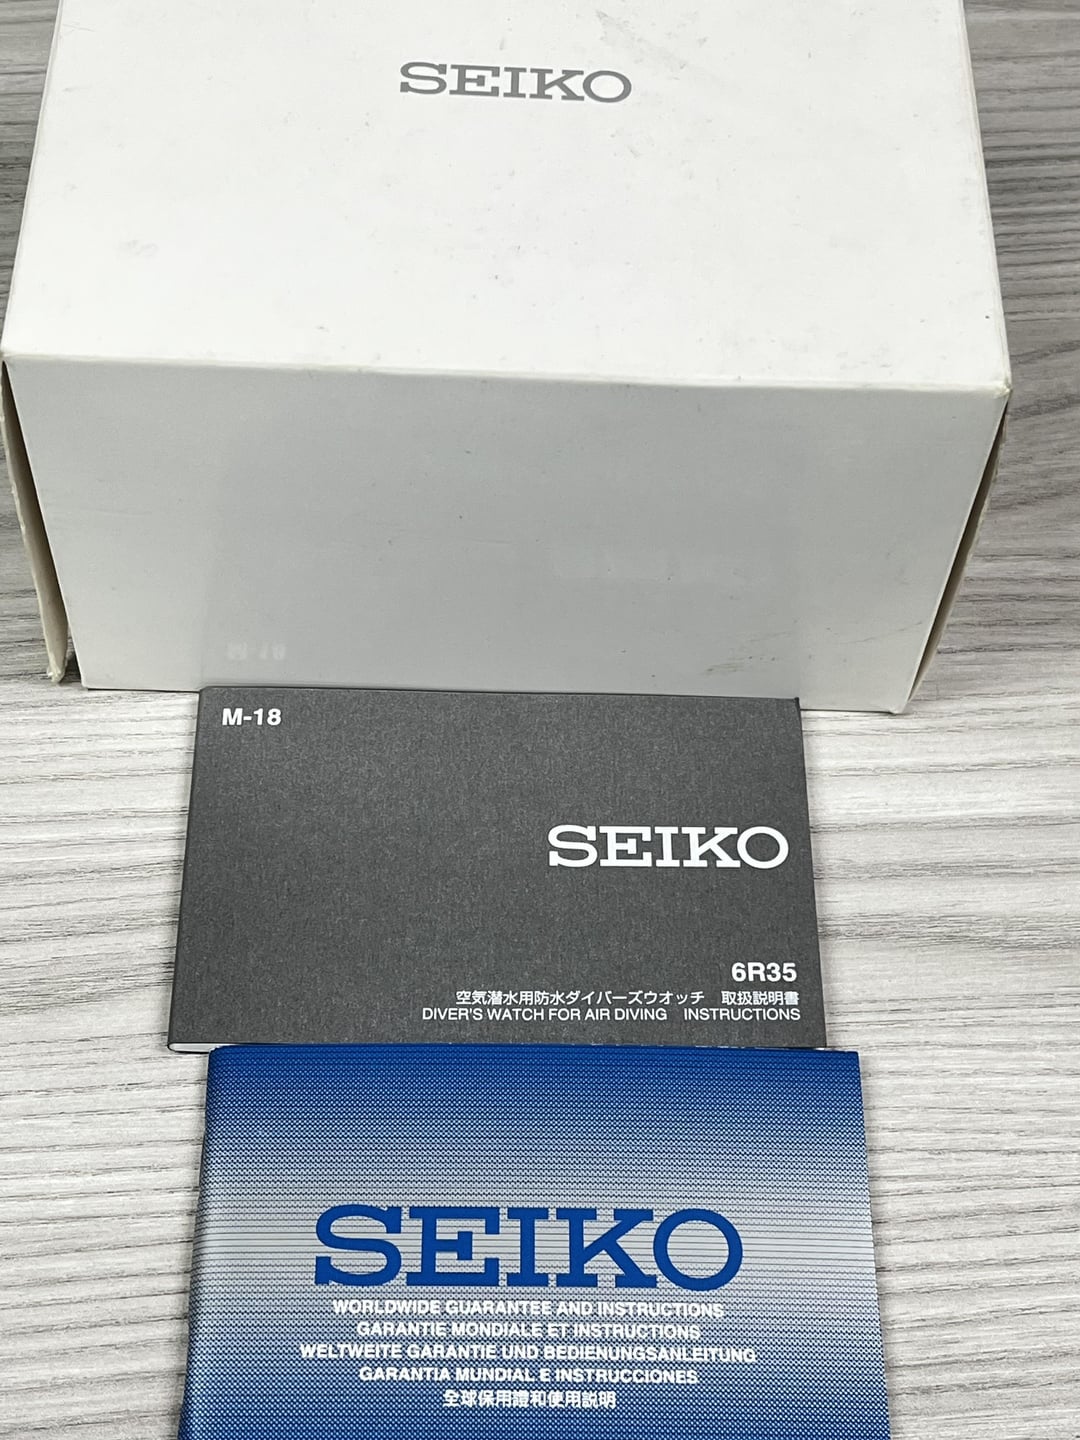 SEIKO
M-18
SEIKO
6R35
空気潜水用防水ダイバーズウオッチ 取扱説明書
DIVER'S WATCH FOR AIR DIVING INSTRUCTIONS
SEIKO
WORLDWIDE GUARANTEE AND INSTRUCTIONS
GARANTIE MONDIALE ET INSTRUCTIONS
WELTWEITE GARANTIE UND BEDIENUNGSANLEITUNG
GARANTIA MUNDIAL E INSTRUCCIONES
全球保用證和使用説明